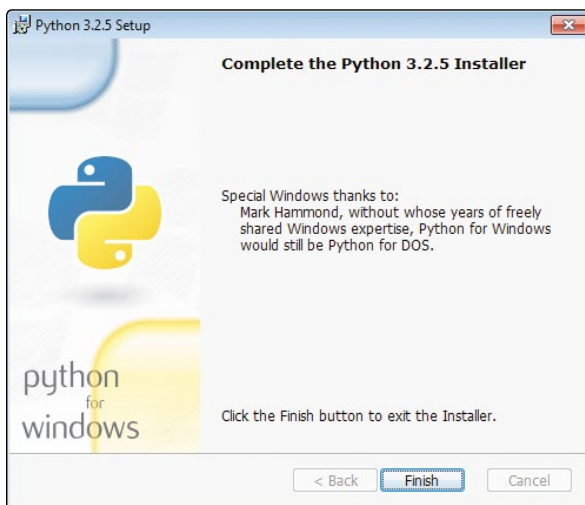 Python 3.2.5 Setup
Complete the Python 3.2.5 Installer
Special Windows thanks to:
Mark Hammond, without whose years of freely
shared Windows expertise, Python for Windows
would still be Python for DOS.
python
for
windows
Click the Finish button to exit the Installer.
< Back Finish Cancel